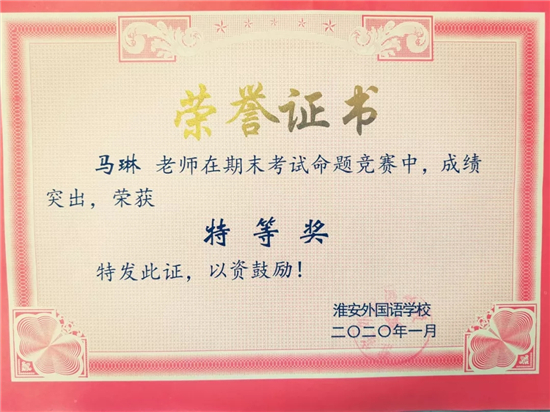 荣誉证书
马琳 老师在期末考试命题竞赛中，成绩
突出，荣获
特等奖
特发此证，以资鼓励！
淮安外国语学校
二〇二〇年一月